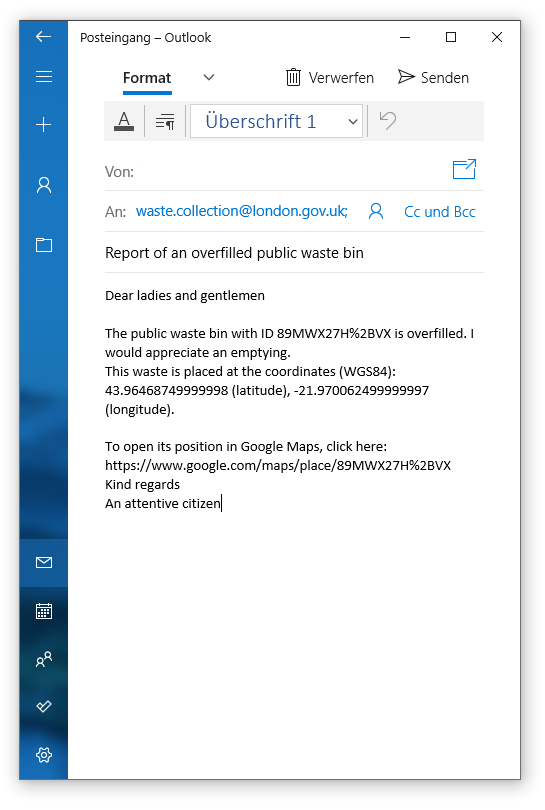 Posteingang – Outlook
Format
Verwerfen
Senden
A
Überschrift 1
Von:
An: waste.collection@london.gov.uk; Cc und Bcc
Report of an overfilled public waste bin
Dear ladies and gentlemen
The public waste bin with ID 89MWX27H%2BVX is overfilled. I
would appreciate an emptying.
This waste is placed at the coordinates (WGS84):
43.96468749999998 (latitude), -21.970062499999997
(longitude).
To open its position in Google Maps, click here:
https://www.google.com/maps/place/89MWX27H%2BVX
Kind regards
An attentive citizen